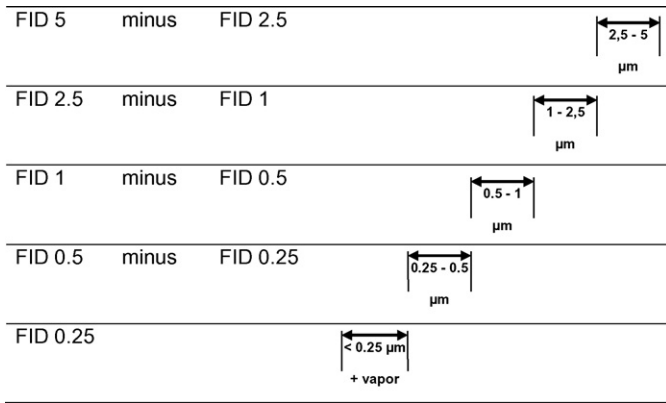 FID 5 minus FID 2.5
2,5 - 5
µm
FID 2.5 minus FID 1
1 - 2,5
µm
FID 1 minus FID 0.5
0.5 - 1
µm
FID 0.5 minus FID 0.25
0.25 - 0.5
µm
FID 0.25
< 0.25 µm
+ vapor